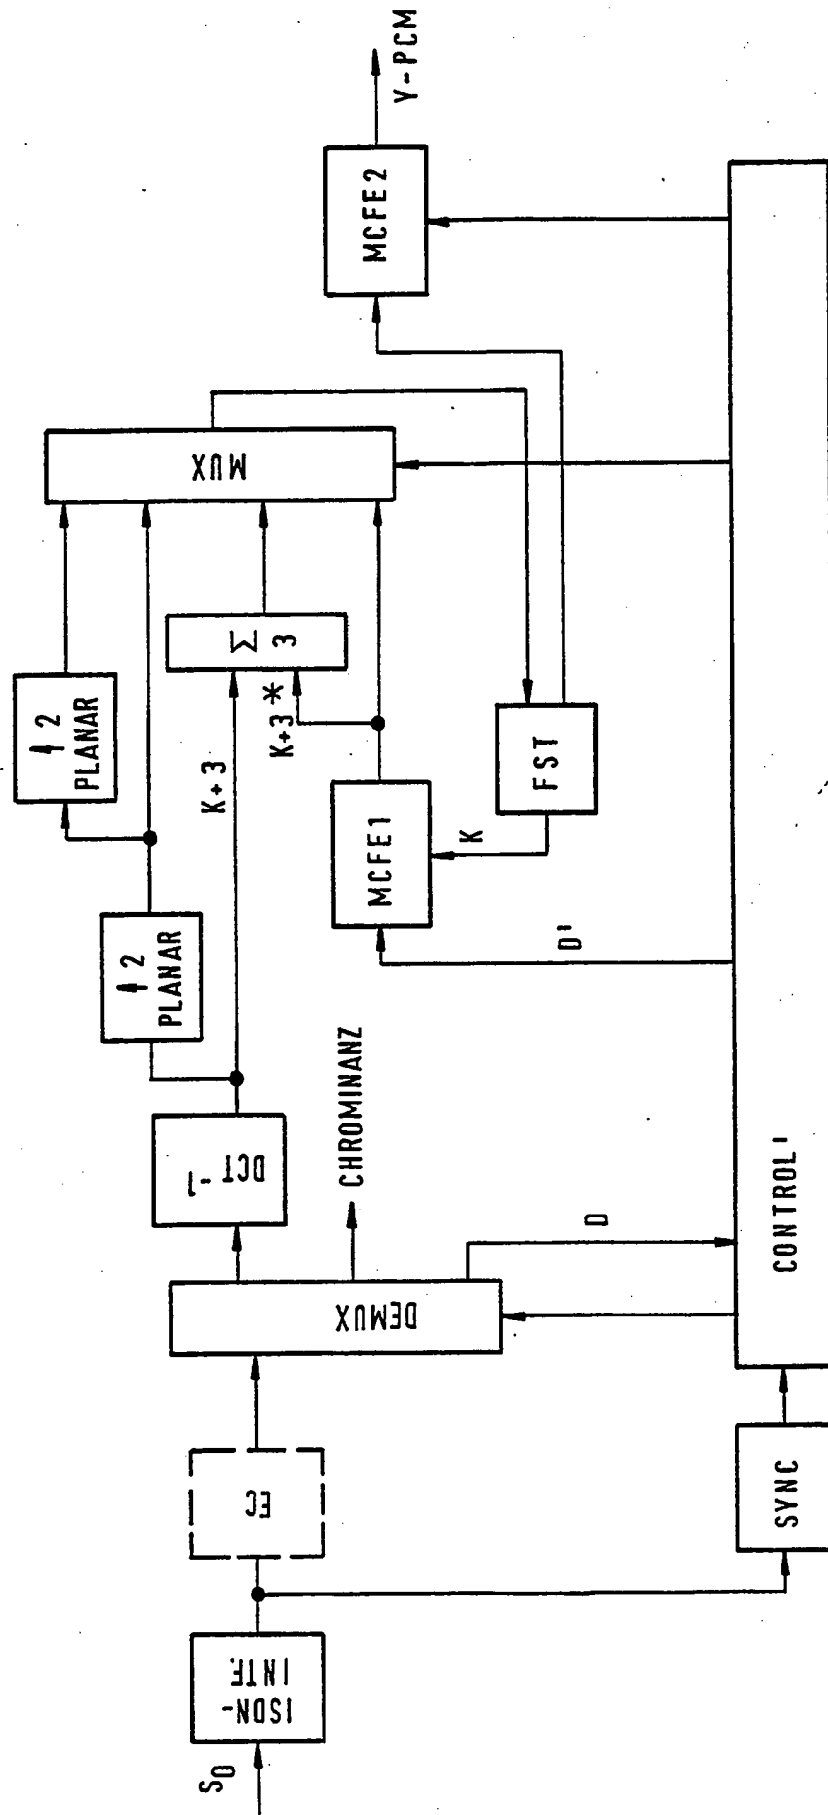 S0
ISDN-
INTF.
EC
SYNC
DEMUX
CHROMINANZ
D
CONTROL'
DCT -1
↑2
PLANAR
↑2
PLANAR
K+3
K+3*
Σ 3
MCFE1
D'
K
FST
MUX
MCFE2
Y-PCM